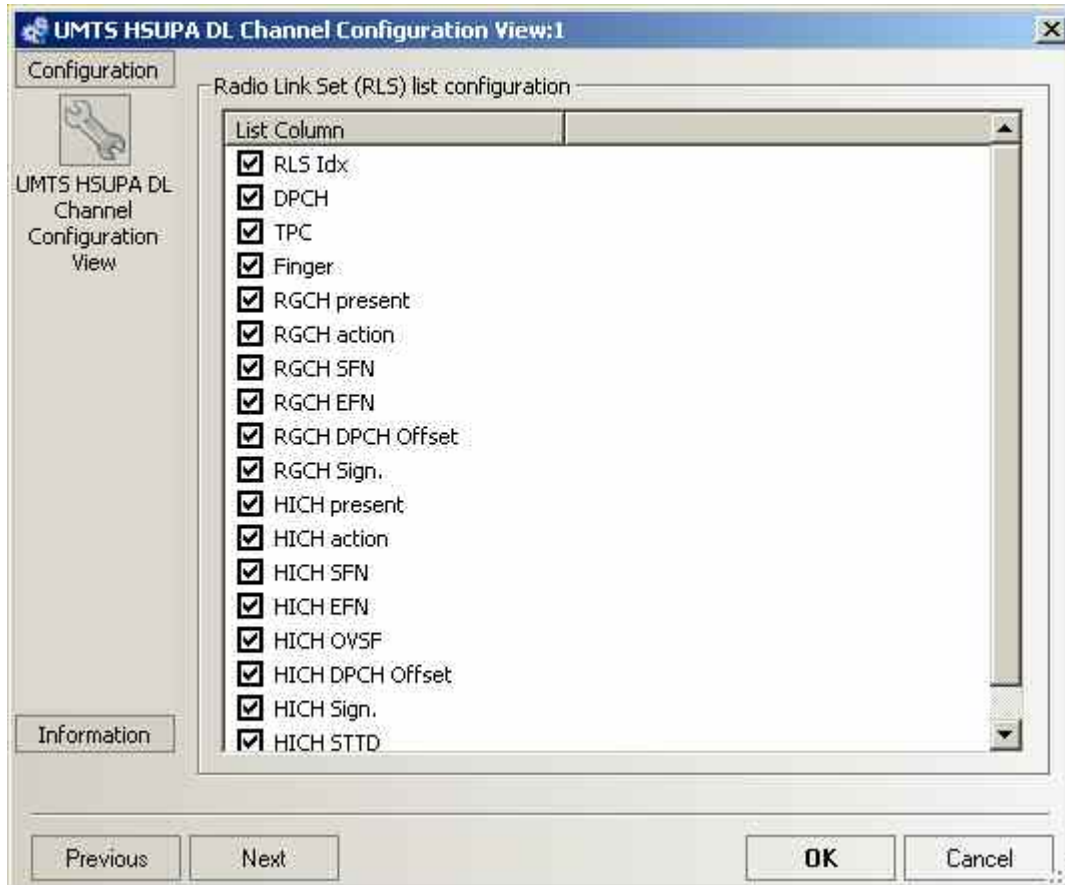 UMTS HSUPA DL Channel Configuration View:1
Configuration
UMTS HSUPA DL
Channel
Configuration
View
Information
Radio Link Set (RLS) list configuration
List Column
RLS Idx
DPCH
TPC
Finger
RGCH present
RGCH action
RGCH SFN
RGCH EFN
RGCH DPCH Offset
RGCH Sign.
HICH present
HICH action
HICH SFN
HICH EFN
HICH OVSF
HICH DPCH Offset
HICH Sign.
HICH STTD
Previous
Next
OK
Cancel